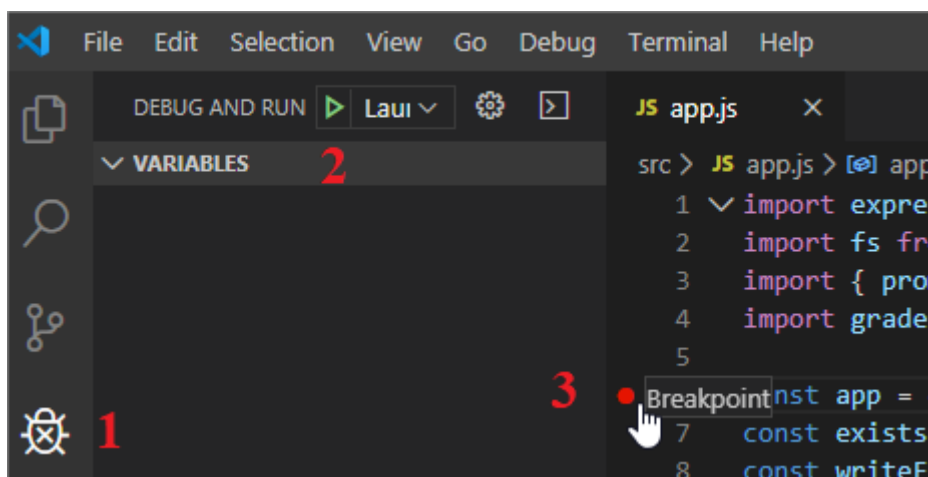 File Edit Selection View Go Debug Terminal Help
DEBUG AND RUN Laui
JS app.js
VARIABLES
2
src > JS app.js > app
1 import expre
2 import fs fr
3 import { pro
4 import grade
5
3
Breakpoint nst app =
7 const exists
1
8 const writeF